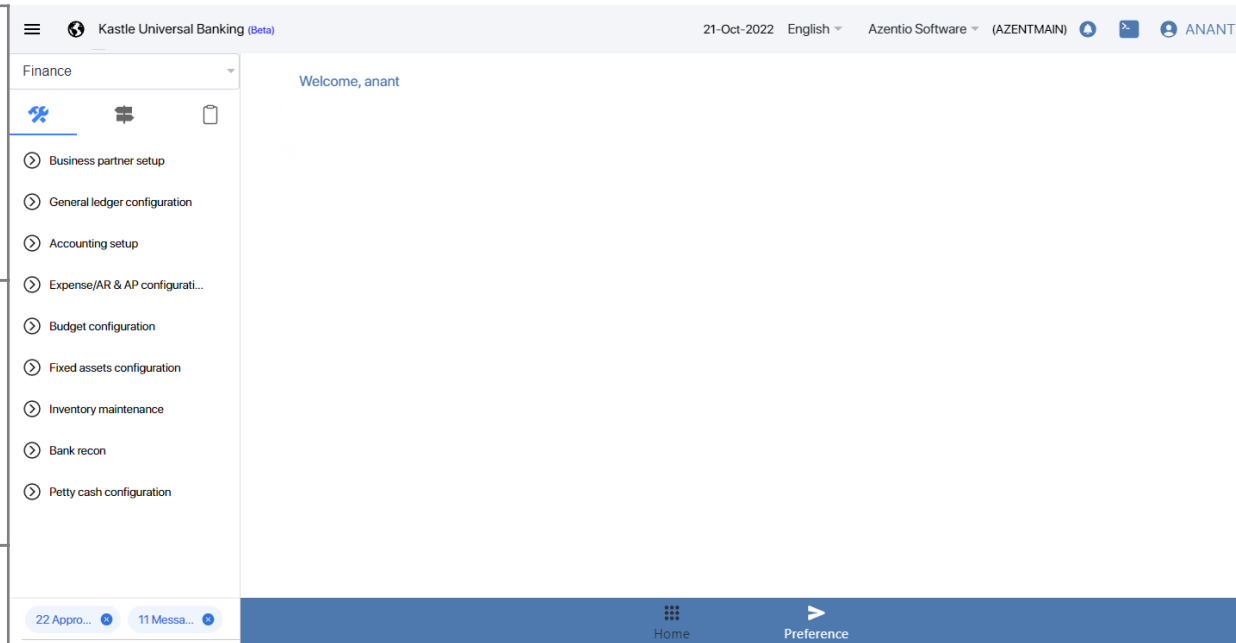 Kastle Universal Banking (Beta) 21-Oct-2022 English Azentio Software (AZENTMAIN) ANANT
Finance
Welcome, anant
Business partner setup
General ledger configuration
Accounting setup
Expense/AR & AP configurati...
Budget configuration
Fixed assets configuration
Inventory maintenance
Bank recon
Petty cash configuration
22 Appro... 11 Messa...
Home Preference